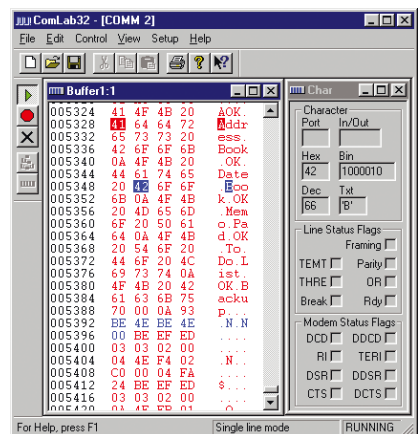 ComLab32 - [COMM 2]
File Edit Control View Setup Help
Buffer1:1
005324 41 4F 4B 20 AOK.
005328 41 64 64 72 Addr
005332 65 73 73 20 ess.
005336 42 6F 6F 6B Book
005340 0A 4F 4B 20 .OK.
005344 44 61 74 65 Date
005348 20 42 6F 6F .Boo
005352 6B 0A 4F 4B k.OK
005356 20 4D 65 6D .Mem
005360 6F 20 50 61 o.Pa
005364 64 0A 4F 4B d.OK
005368 20 54 6F 20 .To.
005372 44 6F 20 4C Do.L
005376 69 73 74 0A ist.
005380 4F 4B 20 42 OK.B
005384 61 63 6B 75 acku
005388 70 00 0A 93 p...
005392 BE 4E BE 4E .N.N
005396 00 BE EF ED ....
005400 03 03 02 00 ....
005404 04 4E F4 02 .N..
005408 C0 00 04 FA ....
005412 24 BE EF ED $...
005416 03 03 02 00 ....
Char
Character
Port In/Out
Hex Bin
42 1000010
Dec Txt
66 'B'
Line Status Flags
Framing
TEMT Parity
THRE OR
Break Rdy
Modem Status Flags
DCD DDCD
RI TERI
DSR DDSR
CTS DCTS
For Help, press F1 Single line mode RUNNING